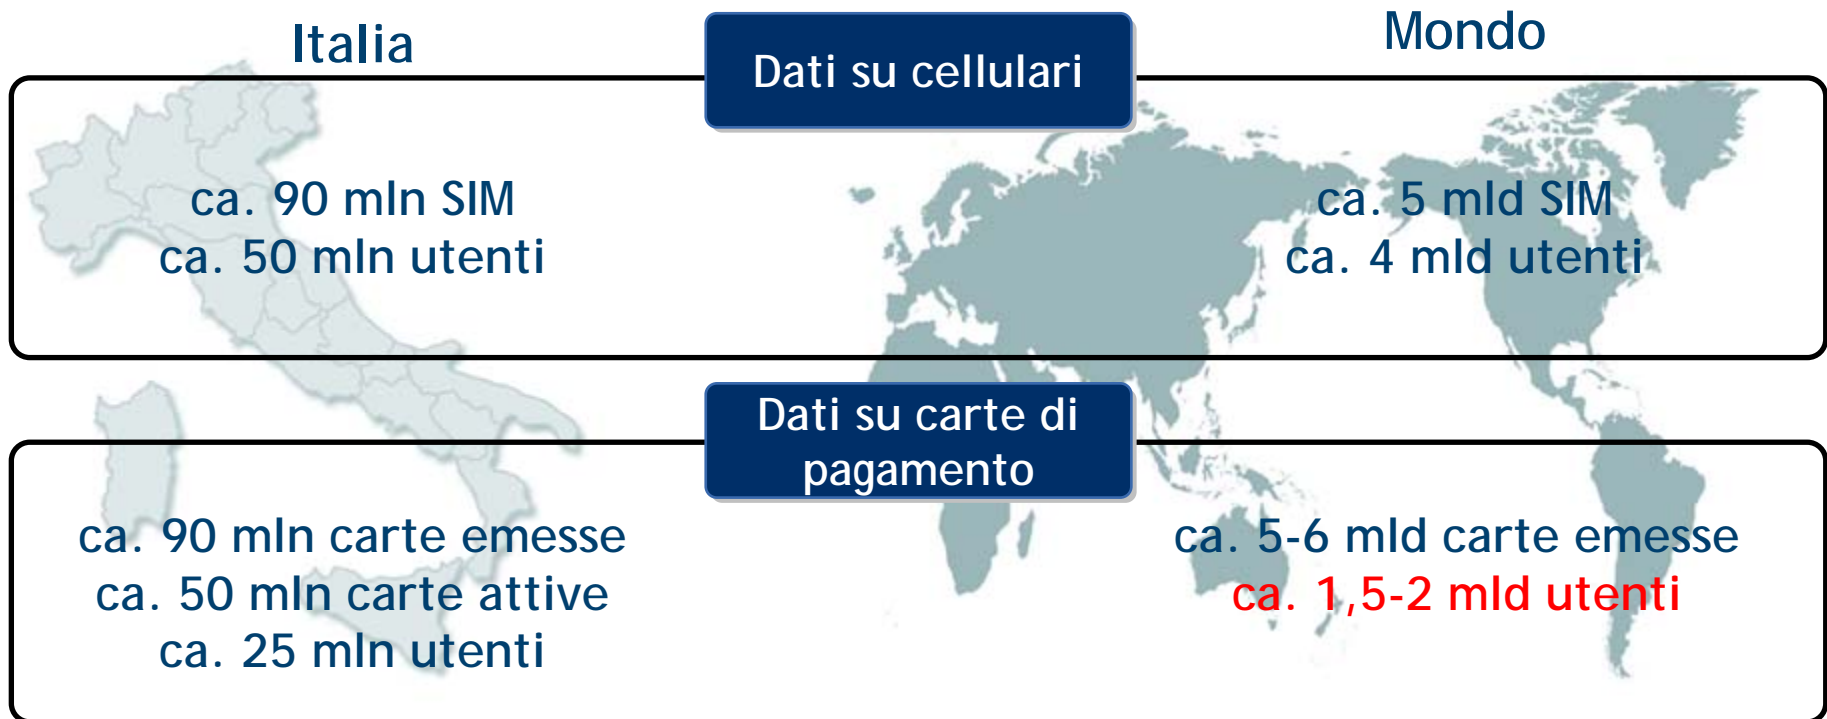 Italia
Dati su cellulari
Mondo
ca. 90 mln SIM
ca. 50 mln utenti
ca. 5 mld SIM
ca. 4 mld utenti
Dati su carte di
pagamento
ca. 90 mln carte emesse
ca. 50 mln carte attive
ca. 25 mln utenti
ca. 5-6 mld carte emesse
ca. 1,5-2 mld utenti